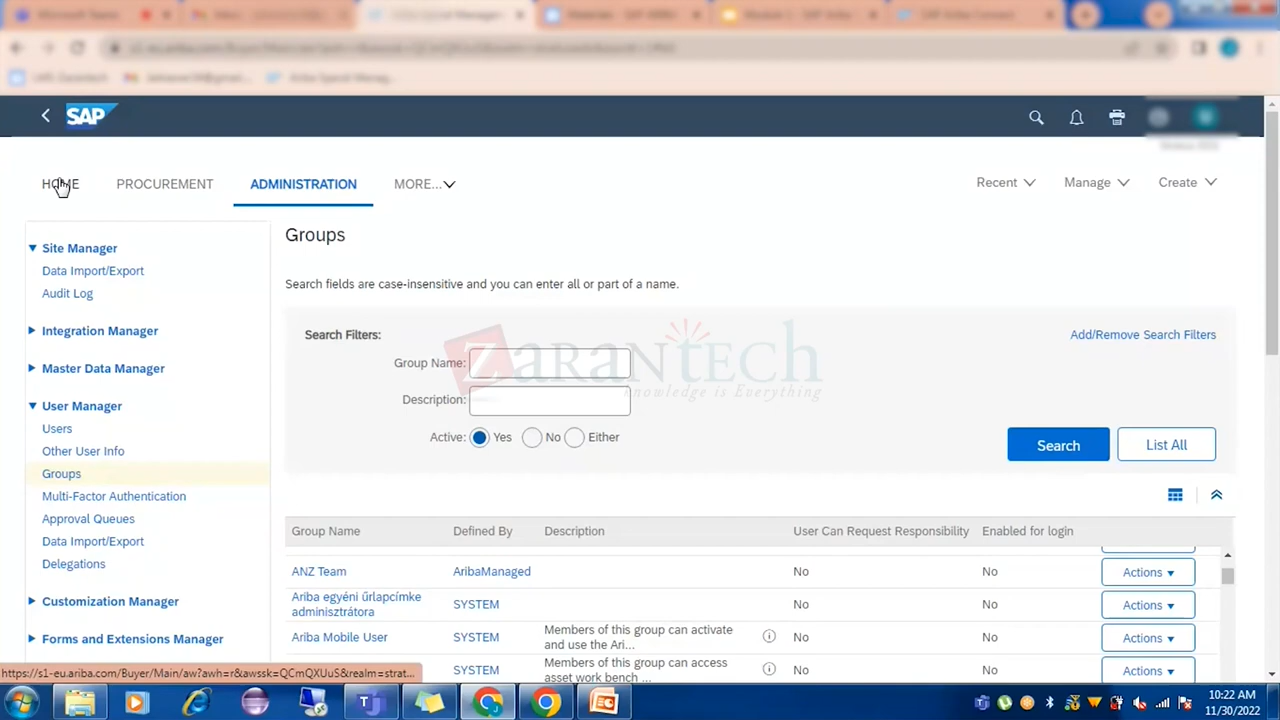 SAP
HOME PROCUREMENT ADMINISTRATION MORE...
Recent Manage Create
Site Manager
Data Import/Export
Audit Log
Integration Manager
Master Data Manager
User Manager
Users
Other User Info
Groups
Multi-Factor Authentication
Approval Queues
Data Import/Export
Delegations
Customization Manager
Forms and Extensions Manager
Groups
Search fields are case-insensitive and you can enter all or part of a name.
Search Filters:
Add/Remove Search Filters
Group Name:
Description:
Active: Yes No Either
Search List All
ZaranTech
knowledge is Everything
Group Name Defined By Description User Can Request Responsibility Enabled for login
ANZ Team AribaManaged No No Actions
Ariba egyéni űrlapcímke
adminisztrátora SYSTEM No No Actions
Ariba Mobile User SYSTEM Members of this group can activate
and use the Ari... No No Actions
SYSTEM Members of this group can access
asset work bench ... No No Actions
https://s1-eu.ariba.com/Buyer/Main/aw?awh=r&awssk=QCmQXUuS&realm=strat...
10:22 AM
11/30/2022